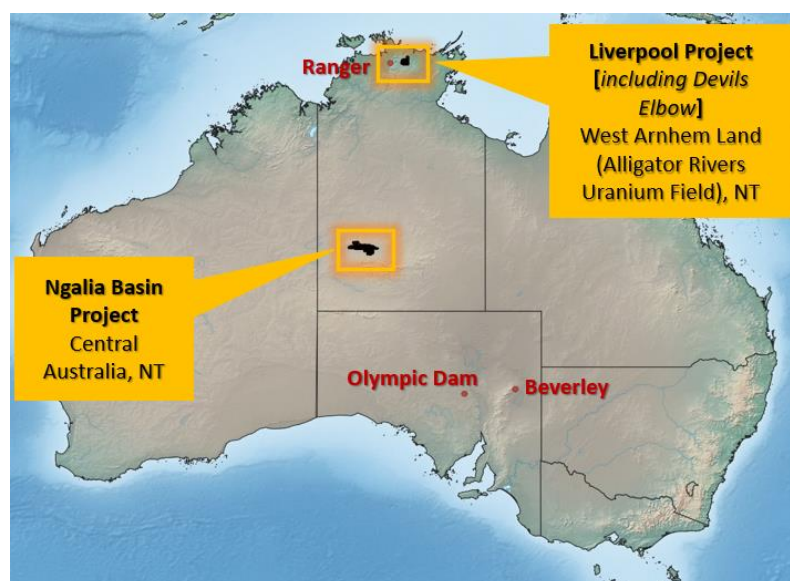 Ranger
Liverpool Project
[including Devils
Elbow]
West Arnhem Land
(Alligator Rivers
Uranium Field), NT
Ngalia Basin
Project
Central
Australia, NT
Olympic Dam
Beverley